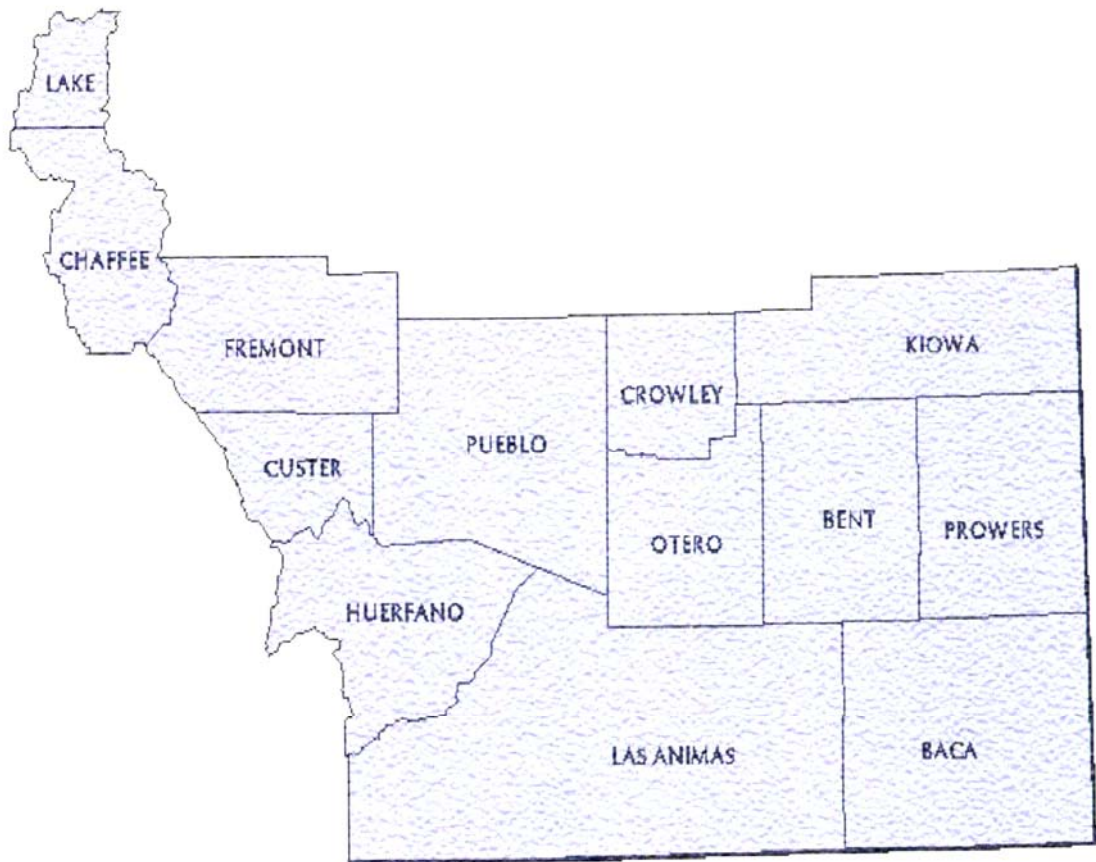 LAKE
CHAFFEE
FREMONT
KIOWA
CROWLEY
PUEBLO
CUSTER
BENT
PROWERS
OTERO
HUERFANO
LAS ANIMAS
BACA